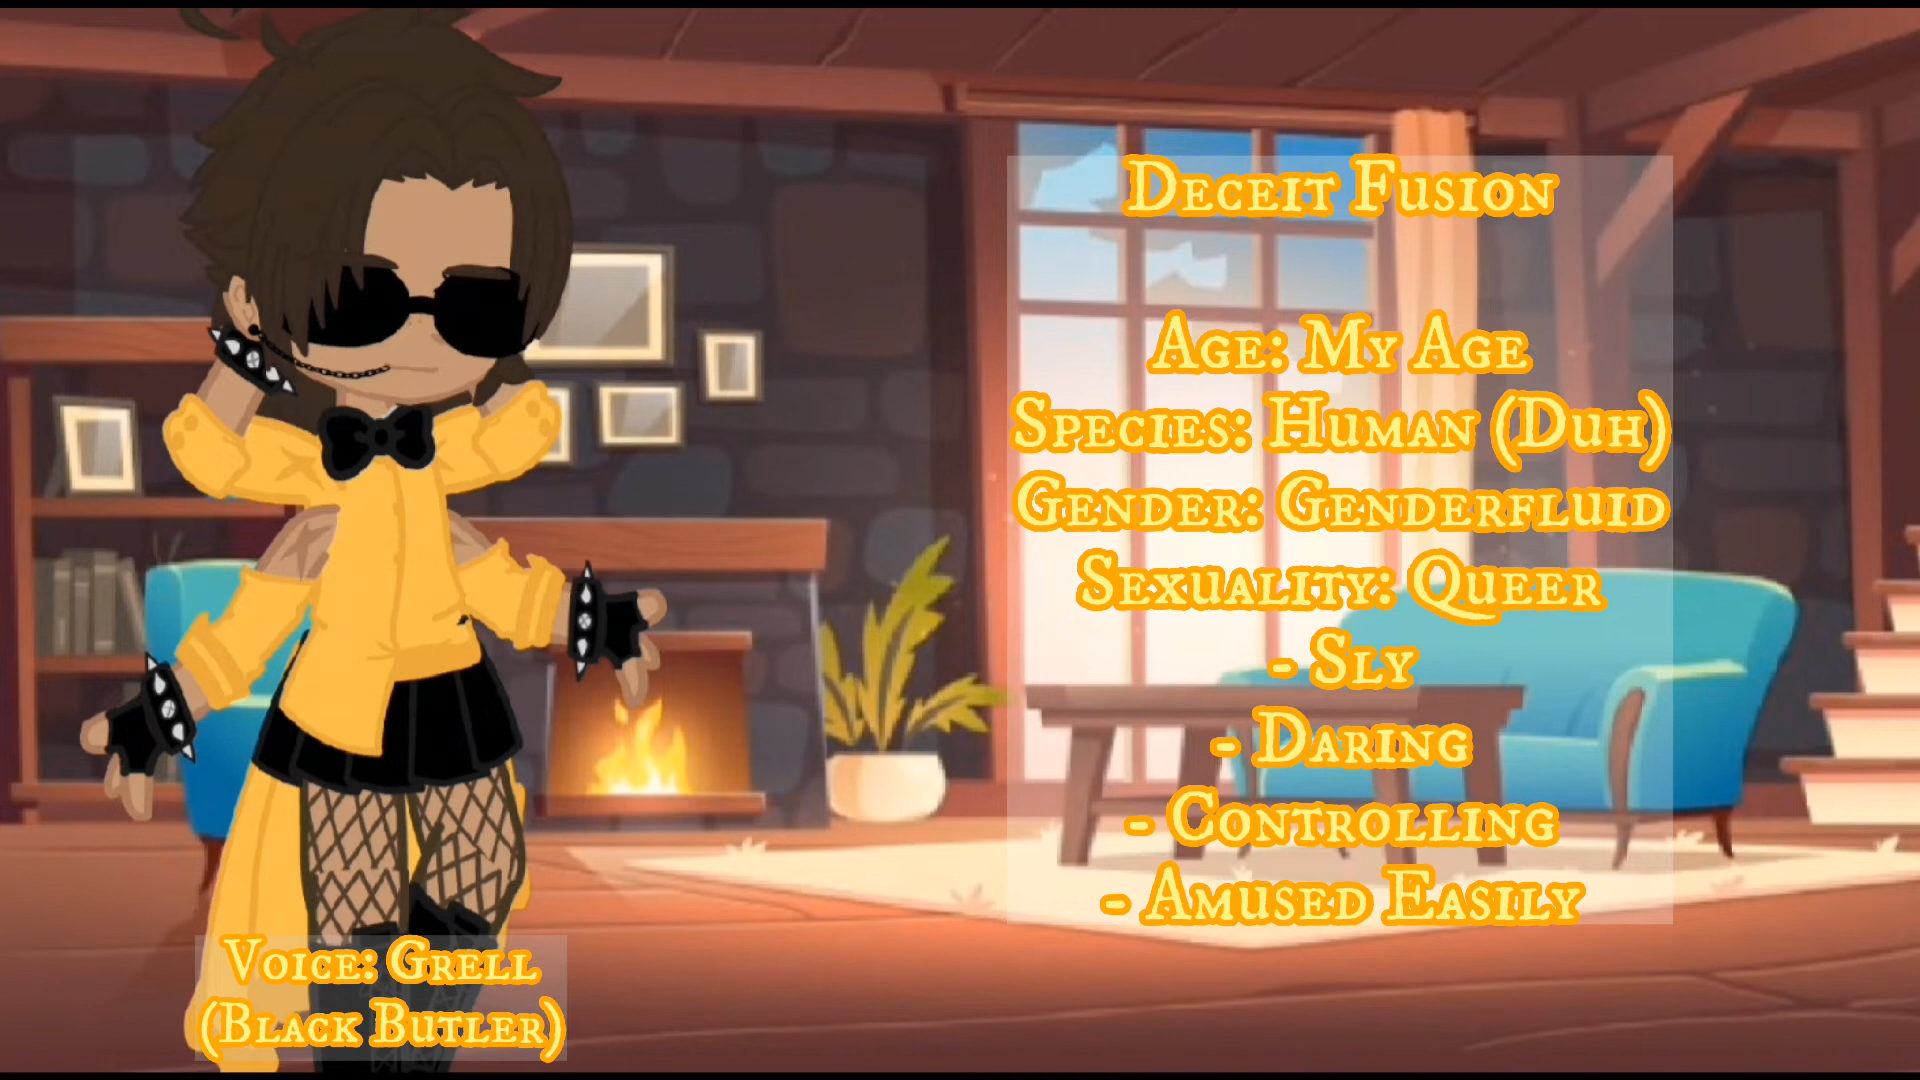 Deceit Fusion
Age: My Age
Species: Human (Duh)
Gender: Genderfluid
Sexuality: Queer
- Sly
- Daring
- Controlling
- Amused Easily
Voice: Grell
(Black Butler)